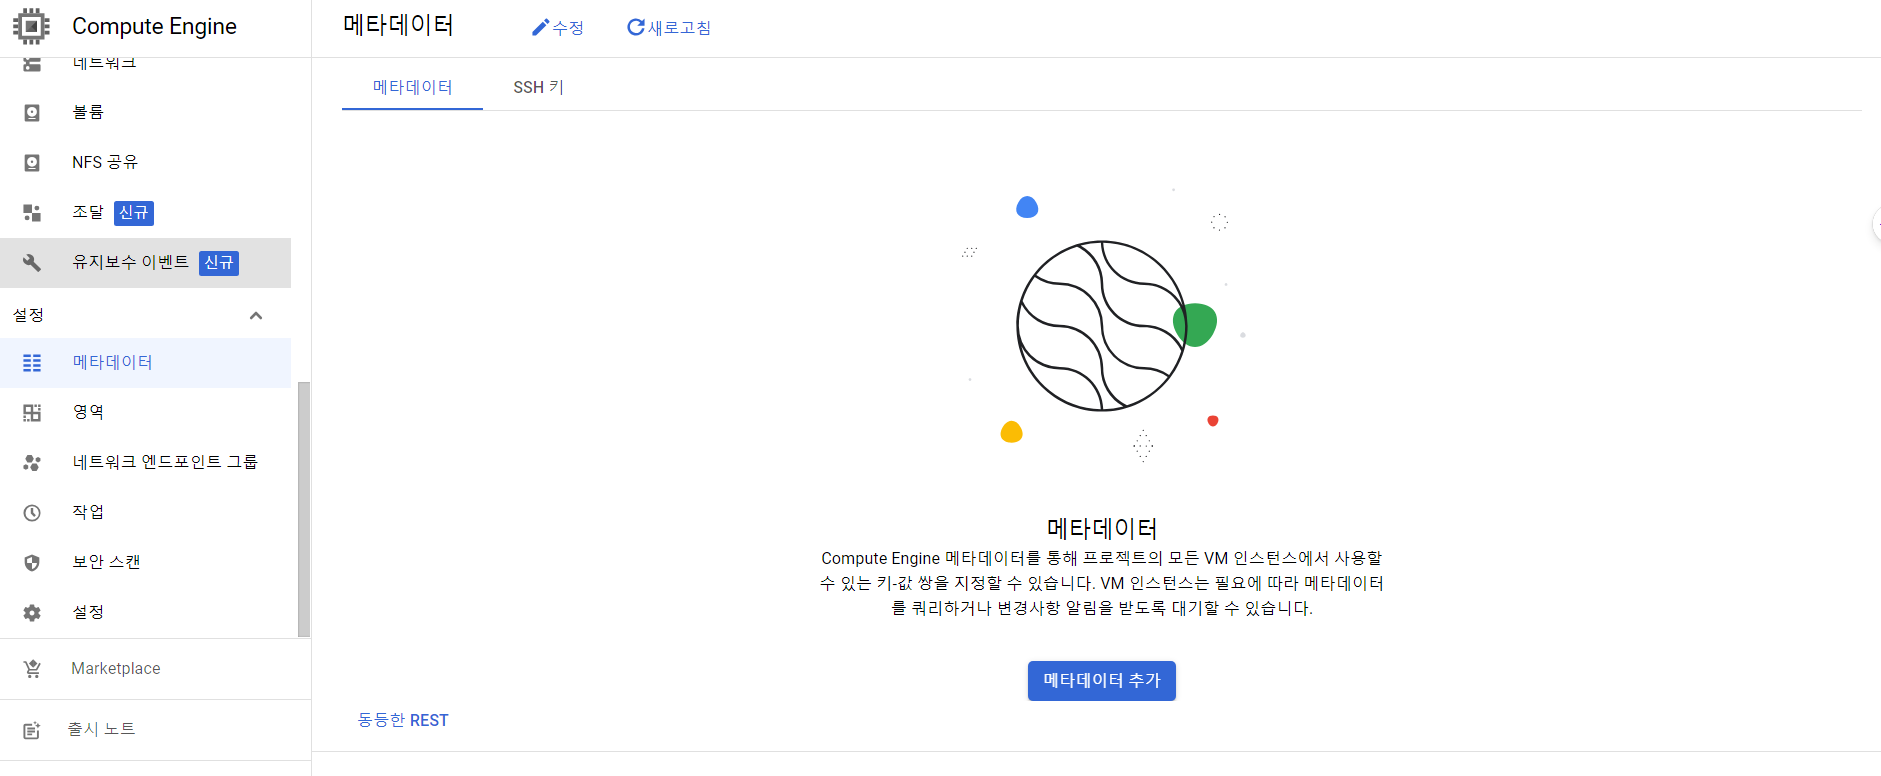 Compute Engine
네트워크
볼륨
NFS 공유
조달 신규
유지보수 이벤트 신규
설정
메타데이터
영역
네트워크 엔드포인트 그룹
작업
보안 스캔
설정
Marketplace
출시 노트
메타데이터 수정 새로고침
메타데이터 SSH 키
메타데이터
Compute Engine 메타데이터를 통해 프로젝트의 모든 VM 인스턴스에서 사용할
수 있는 키-값 쌍을 지정할 수 있습니다. VM 인스턴스는 필요에 따라 메타데이터
를 쿼리하거나 변경사항 알림을 받도록 대기할 수 있습니다.
메타데이터 추가
동등한 REST